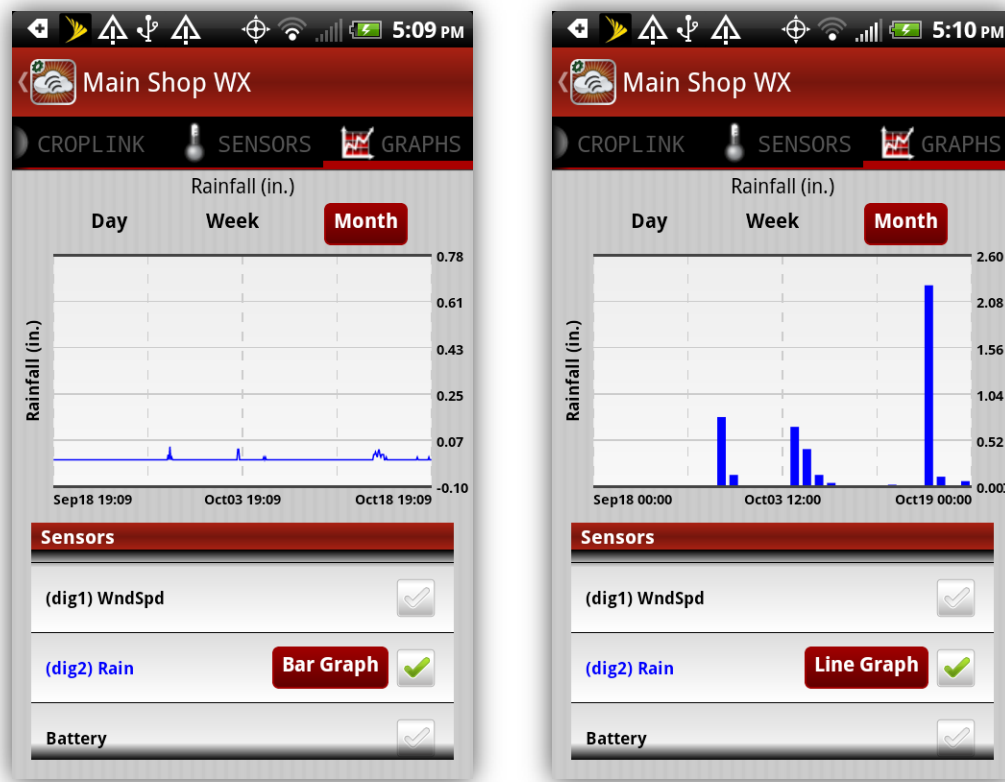 5:09 PM
Main Shop WX
CROPLINK SENSORS GRAPHS
Rainfall (in.)
Day Week Month
0.78
0.61
0.43
0.25
0.07
-0.10
Rainfall (in.)
Sep18 19:09 Oct03 19:09 Oct18 19:09
Sensors
(dig1) WndSpd
(dig2) Rain Bar Graph
Battery
5:10 PM
Main Shop WX
CROPLINK SENSORS GRAPHS
Rainfall (in.)
Day Week Month
2.60
2.08
1.56
1.04
0.52
0.00
Rainfall (in.)
Sep18 00:00 Oct03 12:00 Oct19 00:00
Sensors
(dig1) WndSpd
(dig2) Rain Line Graph
Battery